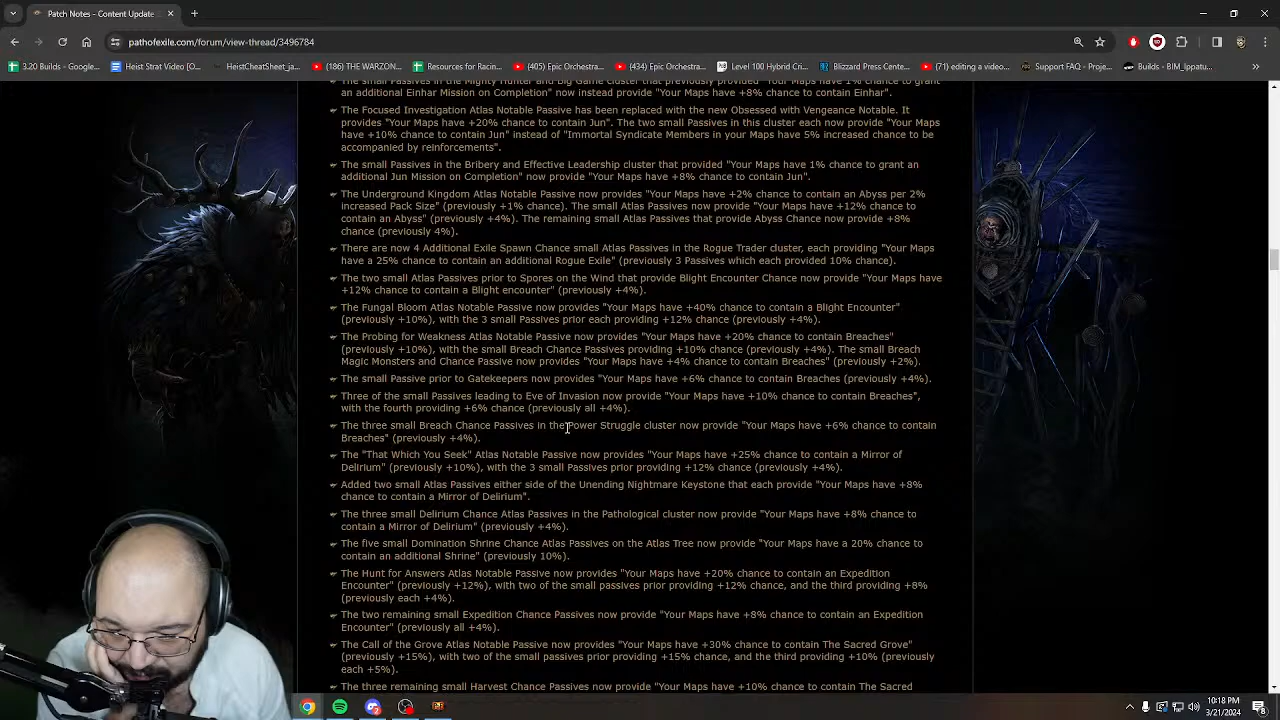 New Tab
New Tab
pathofexile.com/forum/view-thread/3496784
3.20 Builds - Googl...
Heist Strat Video [O...
HeistCheatSheet_ja...
(186) THE WARZON...
Resources for Racin...
(405) Epic Orchestra...
(434) Epic Orchestra...
Level 100 Hybrid Cri...
Blizzard Press Cente...
(71) editing a video...
Support FAQ - Proje...
Builds - BM_Ippatu...
The small Passives in the Mighty Hunter and Big Game cluster that previously provided "Your Maps have 1% chance to grant
an additional Einhar Mission on Completion" now instead provide "Your Maps have +8% chance to contain Einhar".
The Focused Investigation Atlas Notable Passive has been replaced with the new Obsessed with Vengeance Notable. It
provides "Your Maps have +20% chance to contain Jun". The two small Passives in this cluster each now provide "Your Maps
have +10% chance to contain Jun" instead of "Immortal Syndicate Members in your Maps have 5% increased chance to be
accompanied by reinforcements".
The small Passives in the Bribery and Effective Leadership cluster that provided "Your Maps have 1% chance to grant an
additional Jun Mission on Completion" now provide "Your Maps have +8% chance to contain Jun".
The Underground Kingdom Atlas Notable Passive now provides "Your Maps have +2% chance to contain an Abyss per 2%
increased Pack Size" (previously +1% chance). The small Atlas Passives now provide "Your Maps have +12% chance to
contain an Abyss" (previously +4%). The remaining small Atlas Passives that provide Abyss Chance now provide +8%
chance (previously 4%).
There are now 4 Additional Exile Spawn Chance small Atlas Passives in the Rogue Trader cluster, each providing "Your Maps
have a 25% chance to contain an additional Rogue Exile" (previously 3 Passives which each provided 10% chance).
The two small Atlas Passives prior to Spores on the Wind that provide Blight Encounter Chance now provide "Your Maps have
+12% chance to contain a Blight encounter" (previously +4%).
The Fungal Bloom Atlas Notable Passive now provides "Your Maps have +40% chance to contain a Blight Encounter"
(previously +10%), with the 3 small Passives prior each providing +12% chance (previously +4%).
The Probing for Weakness Atlas Notable Passive now provides "Your Maps have +20% chance to contain Breaches"
(previously +10%), with the small Breach Chance Passives providing +10% chance (previously +4%). The small Breach
Magic Monsters and Chance Passive now provides "Your Maps have +4% chance to contain Breaches" (previously +2%).
The small Passive prior to Gatekeepers now provides "Your Maps have +6% chance to contain Breaches (previously +4%).
Three of the small Passives leading to Eve of Invasion now provide "Your Maps have +10% chance to contain Breaches",
with the fourth providing +6% chance (previously all +4%).
The three small Breach Chance Passives in the Power Struggle cluster now provide "Your Maps have +6% chance to contain
Breaches" (previously +4%).
The "That Which You Seek" Atlas Notable Passive now provides "Your Maps have +25% chance to contain a Mirror of
Delirium" (previously +10%), with the 3 small Passives prior providing +12% chance (previously +4%).
Added two small Atlas Passives either side of the Unending Nightmare Keystone that each provide "Your Maps have +8%
chance to contain a Mirror of Delirium".
The three small Delirium Chance Atlas Passives in the Pathological cluster now provide "Your Maps have +8% chance to
contain a Mirror of Delirium" (previously +4%).
The five small Domination Shrine Chance Atlas Passives on the Atlas Tree now provide "Your Maps have a 20% chance to
contain an additional Shrine" (previously 10%).
The Hunt for Answers Atlas Notable Passive now provides "Your Maps have +20% chance to contain an Expedition
Encounter" (previously +12%), with two of the small passives prior providing +12% chance, and the third providing +8%
(previously each +4%).
The two remaining small Expedition Chance Passives now provide "Your Maps have +8% chance to contain an Expedition
Encounter" (previously all +4%).
The Call of the Grove Atlas Notable Passive now provides "Your Maps have +30% chance to contain The Sacred Grove"
(previously +15%), with two of the small passives prior providing +15% chance, and the third providing +10% (previously
each +5%).
The three remaining small Harvest Chance Passives now provide "Your Maps have +10% chance to contain The Sacred
10:18 PM
3/21/2024